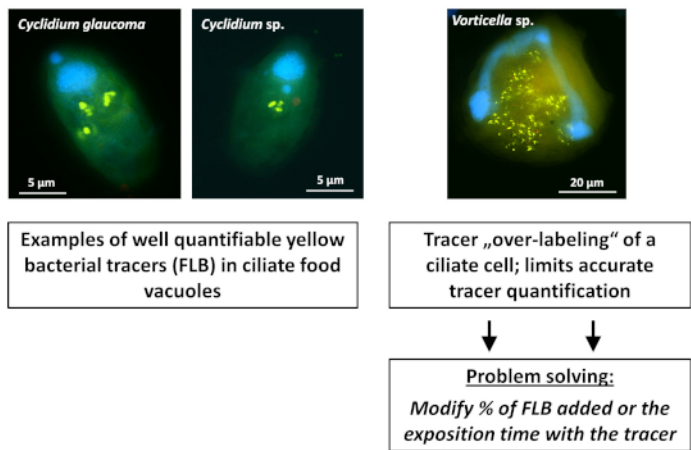 Cyclidium glaucoma
5 µm
Cyclidium sp.
5 µm
Vorticella sp.
20 µm
Examples of well quantifiable yellow
bacterial tracers (FLB) in ciliate food
vacuoles
Tracer „over-labeling“ of a
ciliate cell; limits accurate
tracer quantification
Problem solving:
Modify % of FLB added or the
exposition time with the tracer